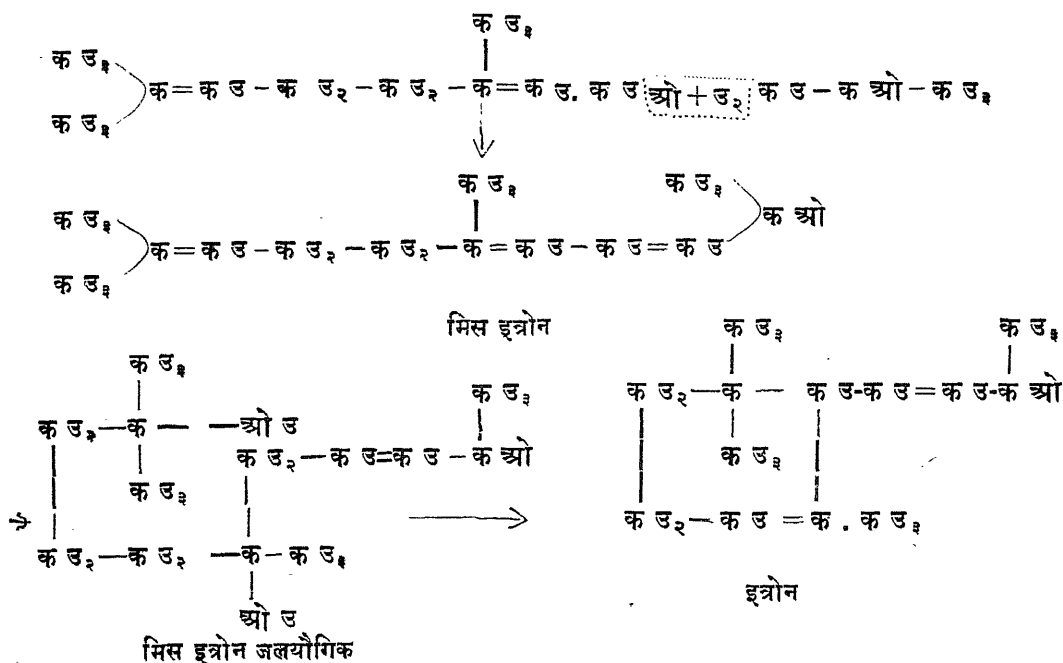 क उ₃
क उ₃
क=क उ-क उ₂-क उ₂-क=क उ. क उ ओ+उ₂ क उ-क ओ-क उ₃
क उ₃
क उ₃ क उ₃
क उ₃ क ओ
क=क उ-क उ₂-क उ₂-क=क उ-क उ=क उ
क उ₃
मिस इत्रोन
क उ₃ क उ₃
क उ₃
क उ₃ क उ₂—क — क उ-क उ=क उ-क ओ
क उ₂—क — —ओ उ
क उ₂—क उ=क उ-क ओ क उ₃
क उ₃
ψ क उ₂—क उ=क . क उ₃
क उ₂—क उ₂ —क-क उ₃
इत्रोन
ओ उ
मिस इत्रोन जलयौगिक